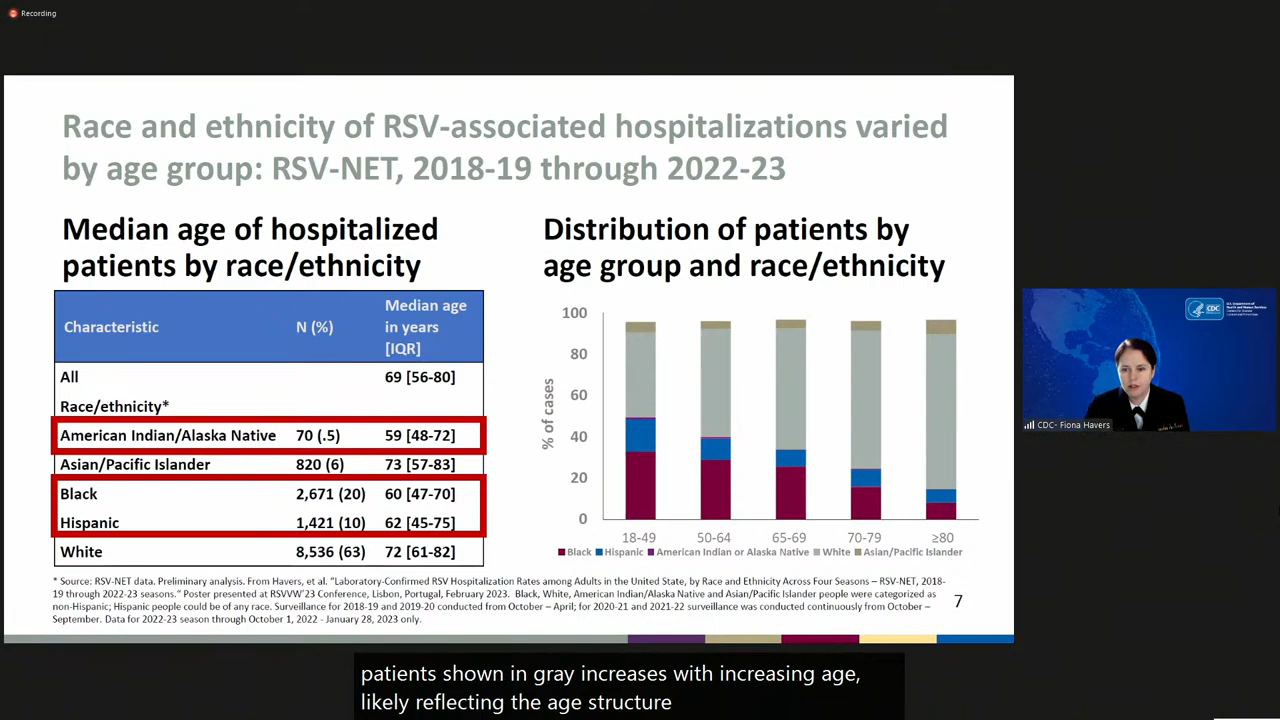 Recording
Race and ethnicity of RSV-associated hospitalizations varied
by age group: RSV-NET, 2018-19 through 2022-23
Median age of hospitalized
patients by race/ethnicity
Characteristic N (%) Median age
in years
[IQR]
All 69 [56-80]
Race/ethnicity*
American Indian/Alaska Native 70 (.5) 59 [48-72]
Asian/Pacific Islander 820 (6) 73 [57-83]
Black 2,671 (20) 60 [47-70]
Hispanic 1,421 (10) 62 [45-75]
White 8,536 (63) 72 [61-82]
Distribution of patients by
age group and race/ethnicity
% of cases
100
80
60
40
20
0
18-49 50-64 65-69 70-79 ≥80
Black Hispanic American Indian or Alaska Native White Asian/Pacific Islander
* Source: RSV-NET data. Preliminary analysis. From Havers, et al. "Laboratory-Confirmed RSV Hospitalization Rates among Adults in the United State, by Race and Ethnicity Across Four Seasons – RSV-NET, 2018-
19 through 2022-23 seasons." Poster presented at RSVVW'23 Conference, Lisbon, Portugal, February 2023. Black, White, American Indian/Alaska Native and Asian/Pacific Islander people were categorized as
non-Hispanic; Hispanic people could be of any race. Surveillance for 2018-19 and 2019-20 conducted from October – April; for 2020-21 and 2021-22 surveillance was conducted continuously from October –
September. Data for 2022-23 season through October 1, 2022 - January 28, 2023 only.
7
CDC
CDC- Fiona Havers
patients shown in gray increases with increasing age,
likely reflecting the age structure